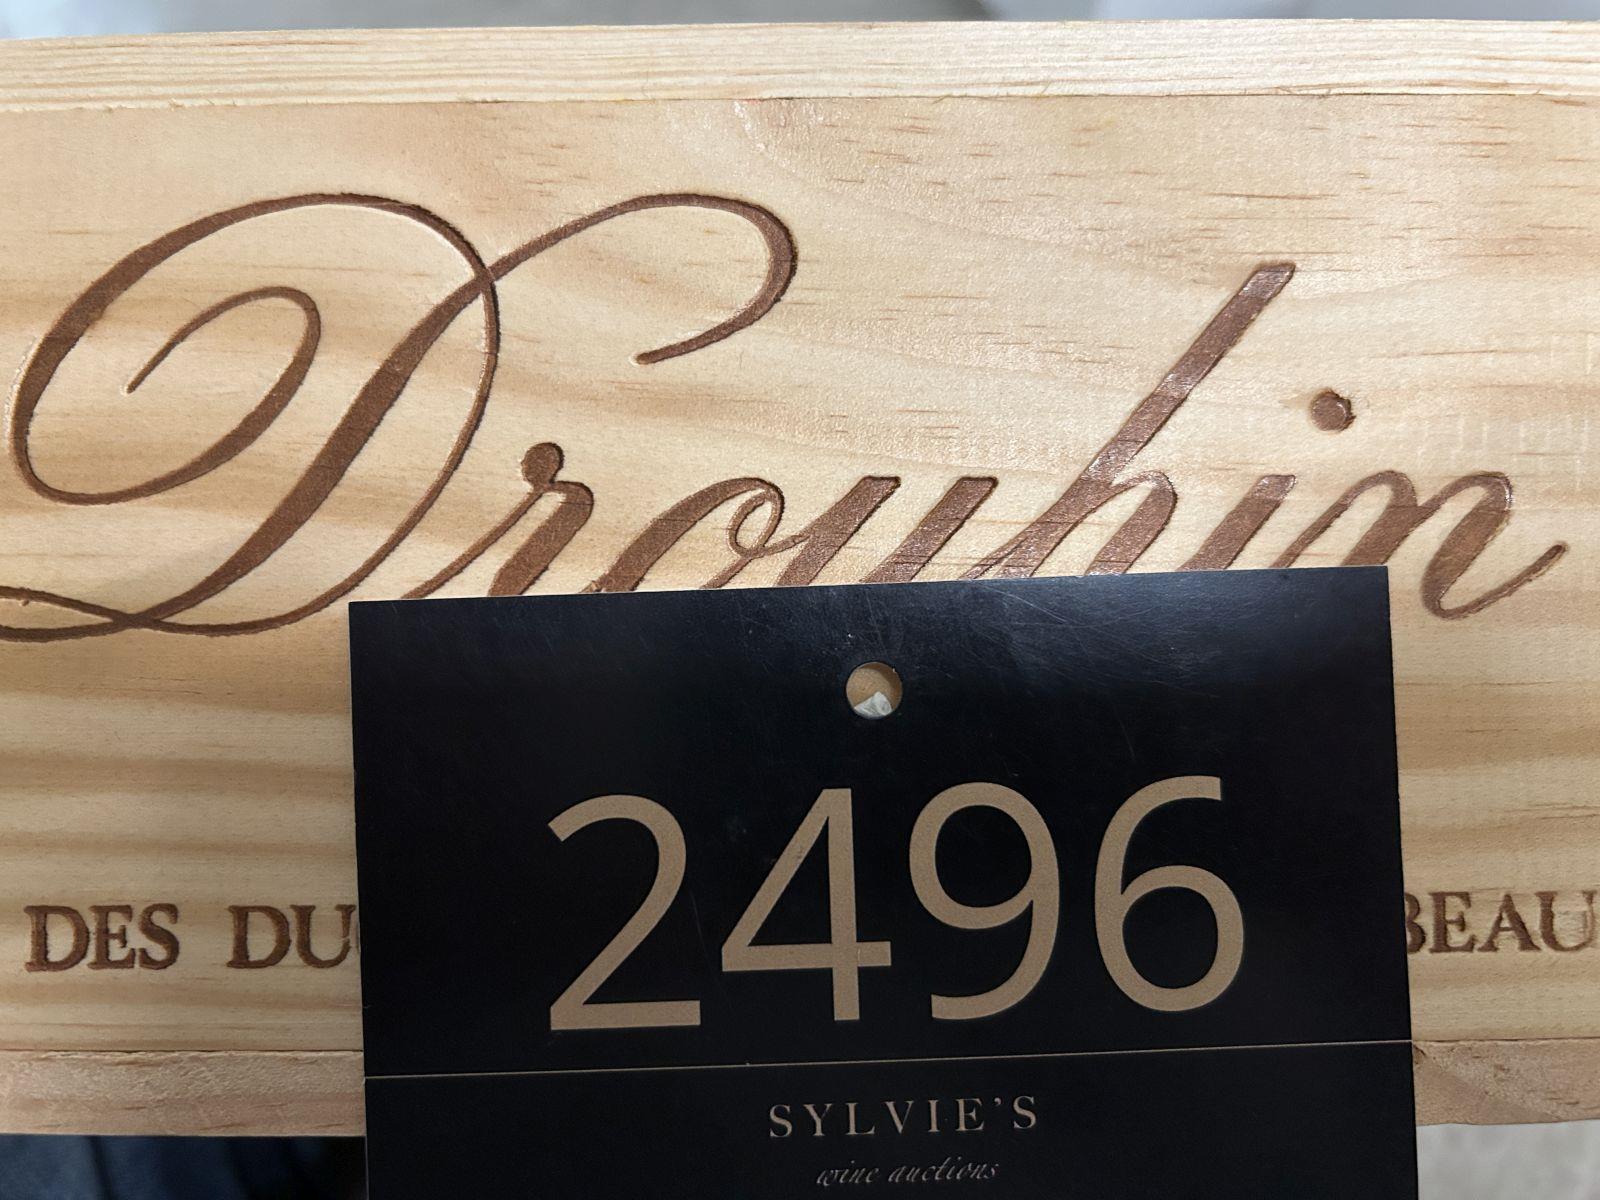 Drouhin
2496
DES DU
BEAU
SYLVIE'S
wine auctions